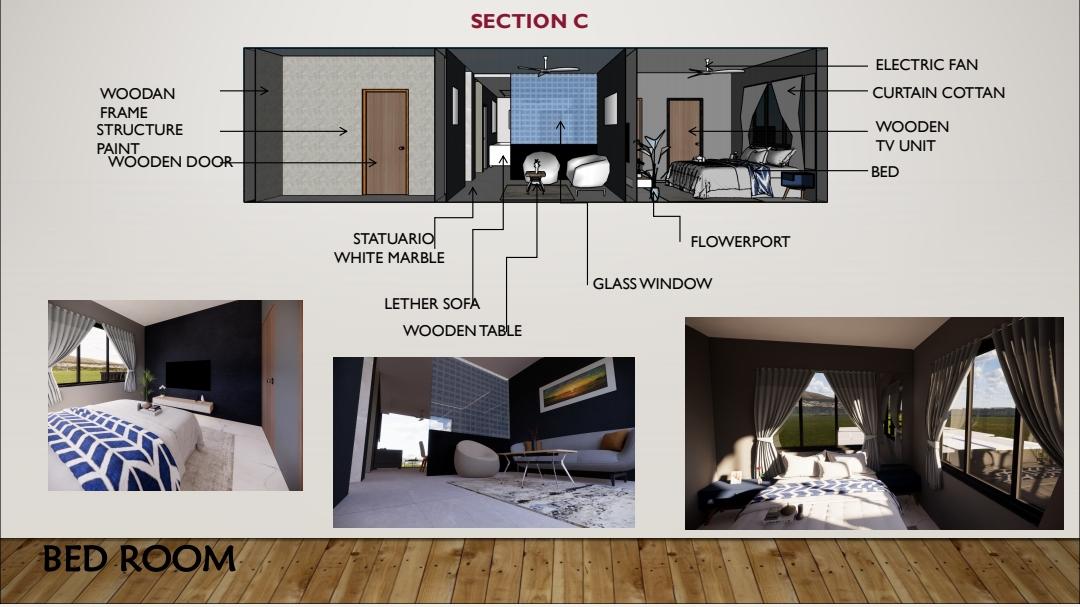 SECTION C
WOODAN
FRAME
STRUCTURE
PAINT
WOODEN DOOR
ELECTRIC FAN
CURTAIN COTTAN
WOODEN
TV UNIT
BED
STATUARIO
WHITE MARBLE
FLOWERPORT
GLASS WINDOW
LETHER SOFA
WOODEN TABLE
BED ROOM